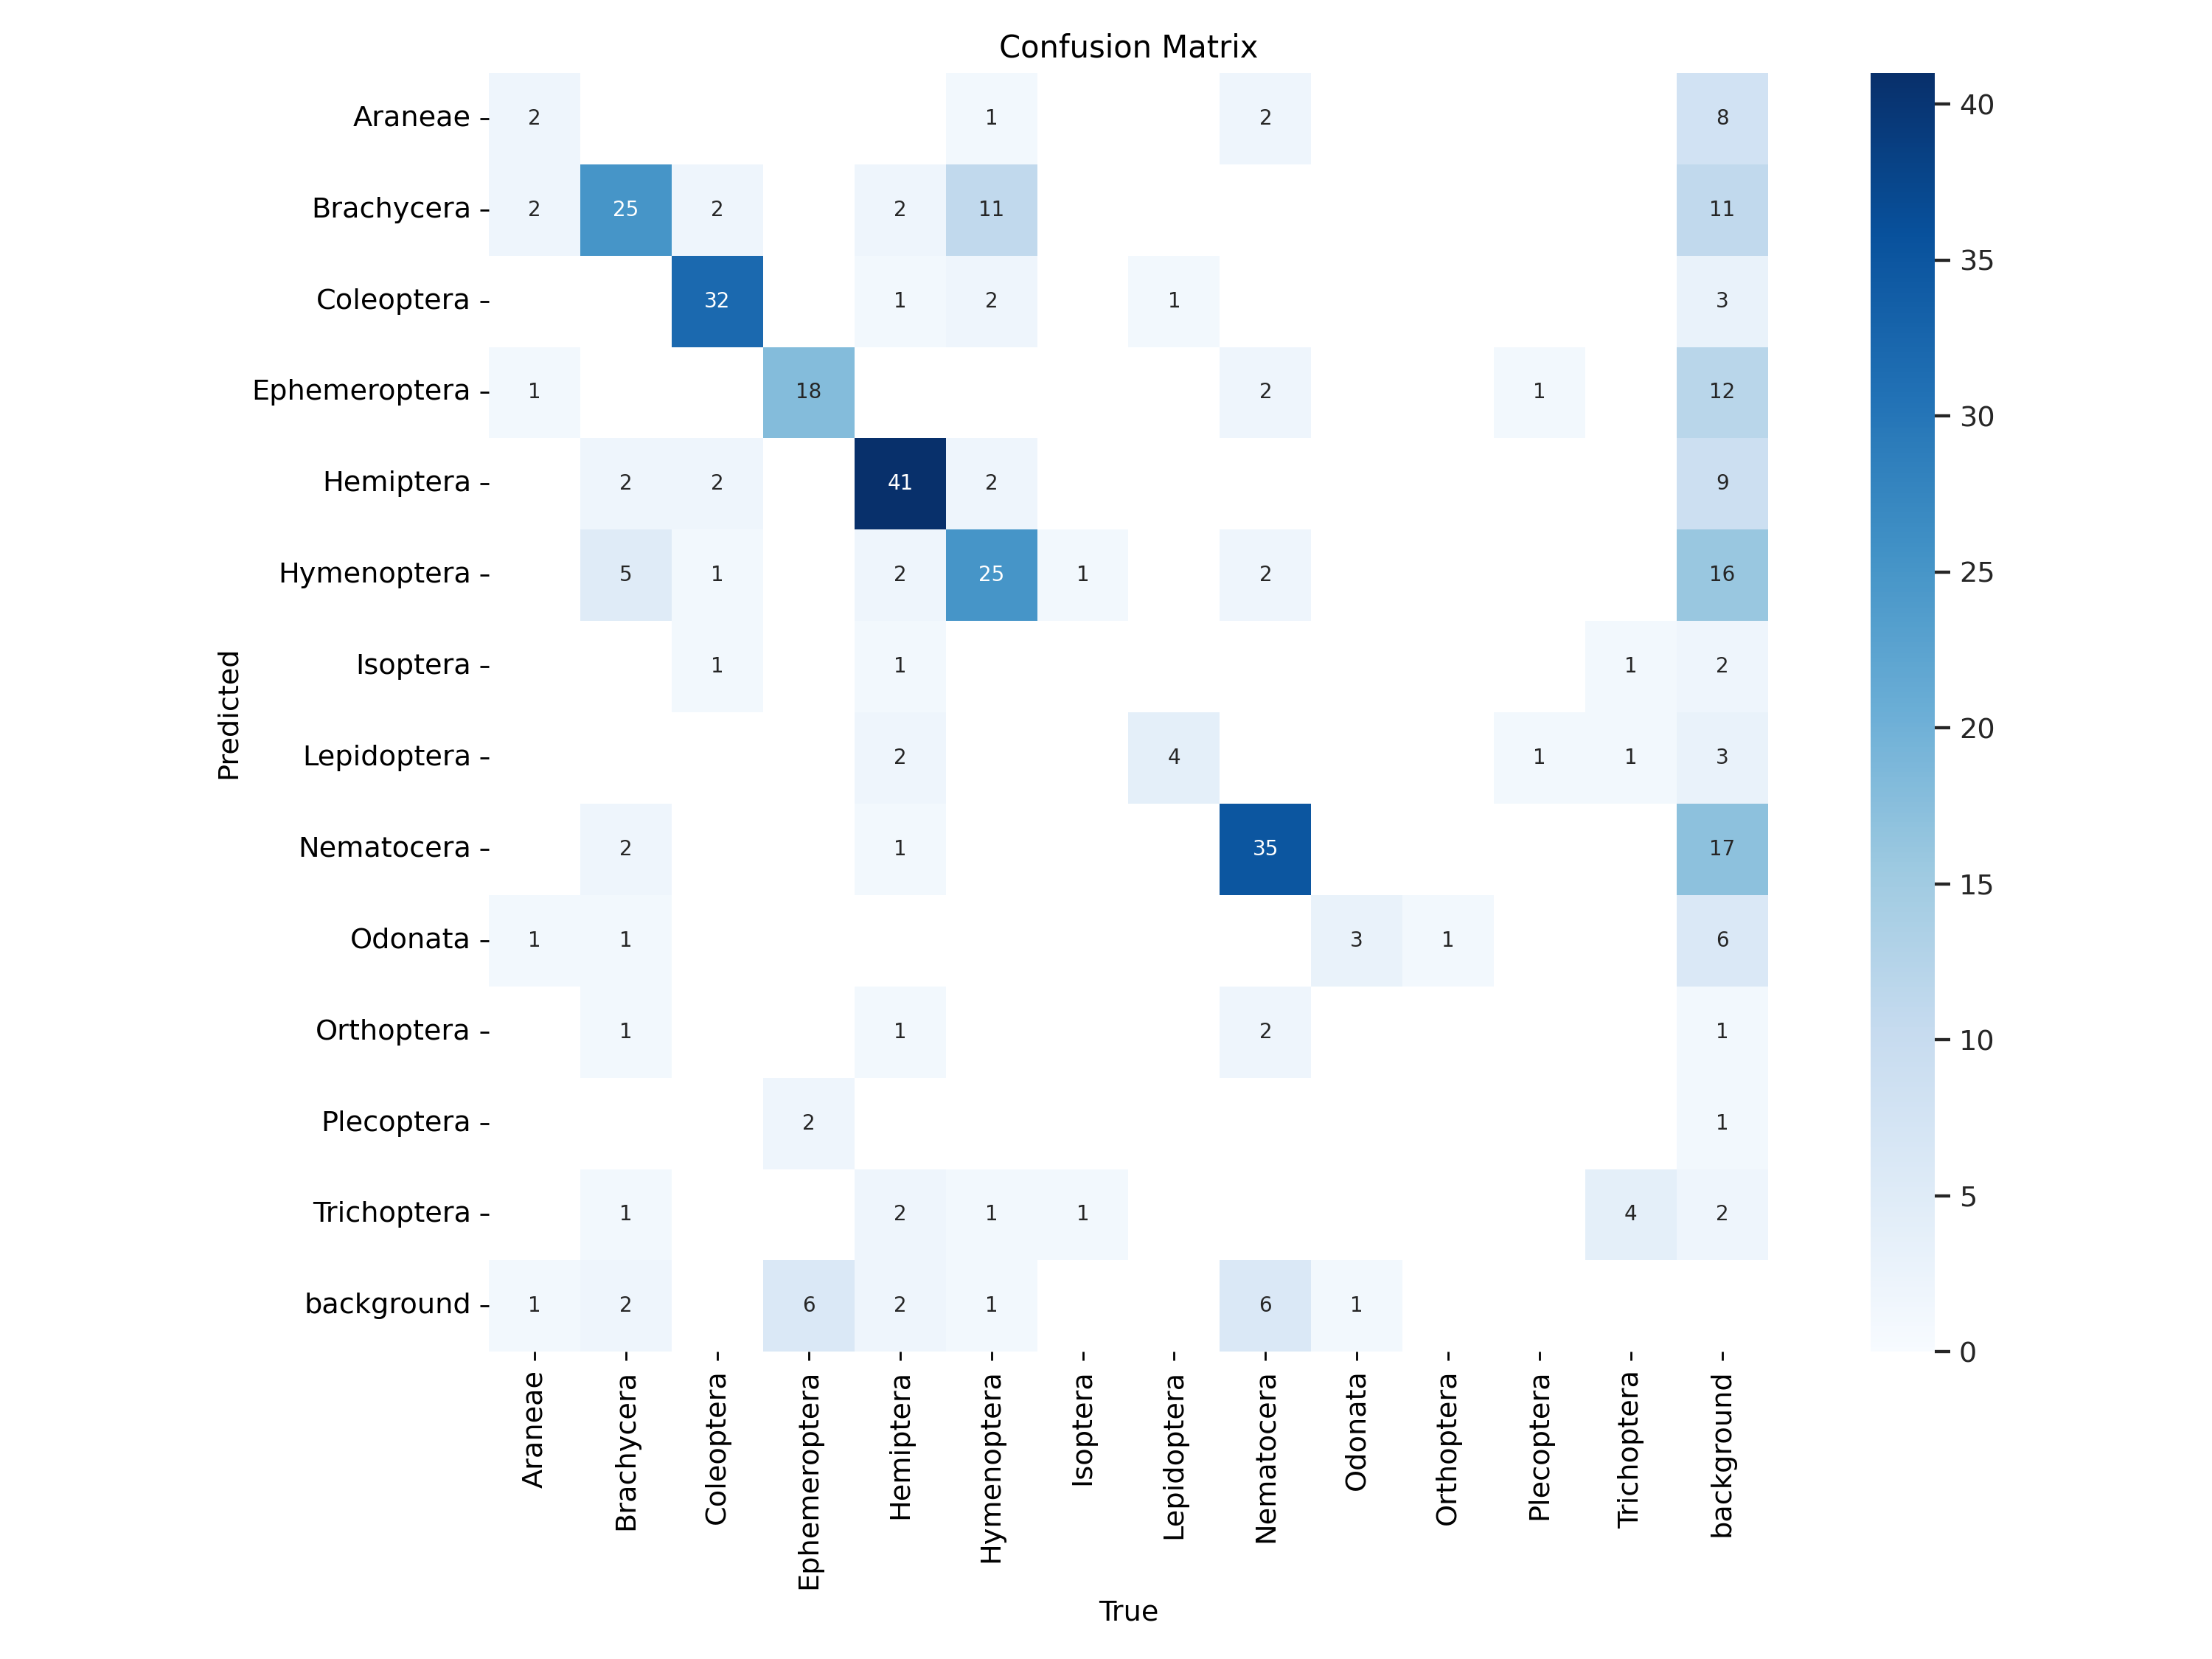 Confusion Matrix
Araneae 2 1 2 8
Brachycera 2 25 2 2 11 11
Coleoptera 32 1 2 1 3
Ephemeroptera 1 18 2 1 12
Hemiptera 2 2 41 2 9
Hymenoptera 5 1 2 25 1 2 16
Isoptera 1 1 1 2
Lepidoptera 2 4 1 1 3
Nematocera 2 1 35 17
Odonata 1 1 3 1 6
Orthoptera 1 1 2 1
Plecoptera 2 1
Trichoptera 1 2 1 1 4 2
background 1 2 6 2 1 6 1
Predicted
Araneae
Brachycera
Coleoptera
Ephemeroptera
Hemiptera
Hymenoptera
Isoptera
Lepidoptera
Nematocera
Odonata
Orthoptera
Plecoptera
Trichoptera
background
True
40
35
30
25
20
15
10
5
0